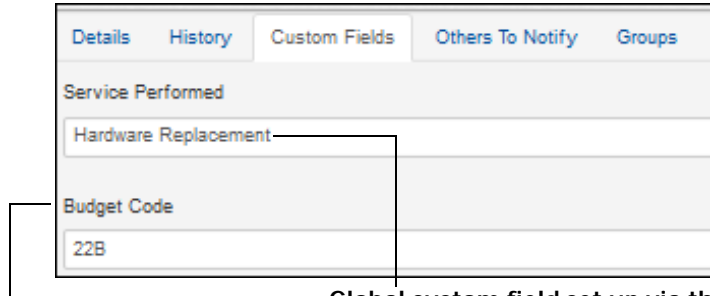 Details History Custom Fields Others To Notify Groups
Service Performed
Hardware Replacement
Budget Code
22B
Global custom field set up via th